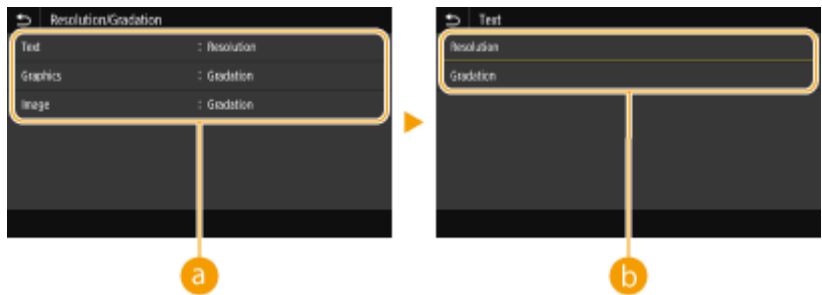 Resolution/Gradation
Text : Resolution
Graphics : Gradation
Image : Gradation
a
Text
Resolution
Gradation
b